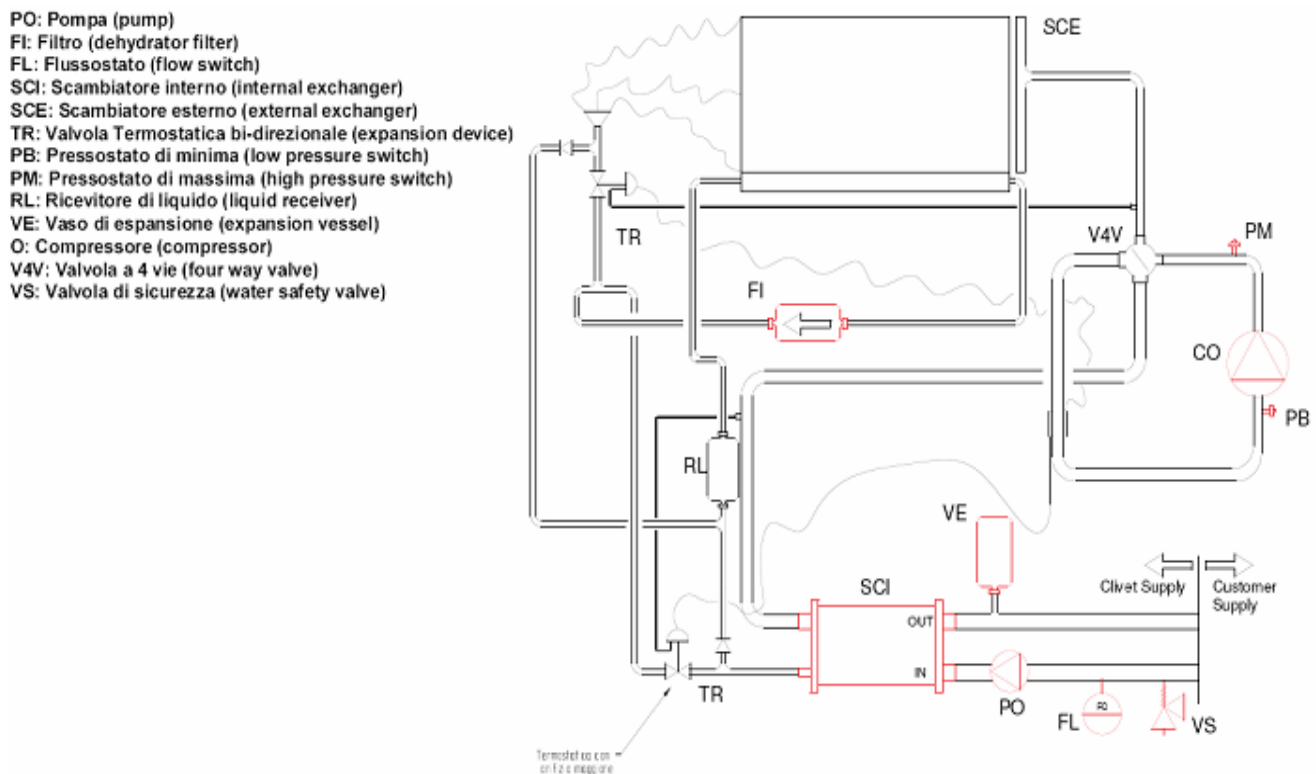 PO: Pompa (pump)
FI: Filtro (dehydrator filter)
FL: Flussostato (flow switch)
SCI: Scambiatore interno (internal exchanger)
SCE: Scambiatore esterno (external exchanger)
TR: Valvola Termostatica bi-direzionale (expansion device)
PB: Pressostato di minima (low pressure switch)
PM: Pressostato di massima (high pressure switch)
RL: Ricevitore di liquido (liquid receiver)
VE: Vaso di espansione (expansion vessel)
O: Compressore (compressor)
V4V: Valvola a 4 vie (four way valve)
VS: Valvola di sicurezza (water safety valve)
SCE
TR
V4V
PM
FI
CO
PB
RL
VE
Clivet Supply
Customer
Supply
SCI
OUT
IN
TR
PO
FL
VS
Termostatica con
maggiore